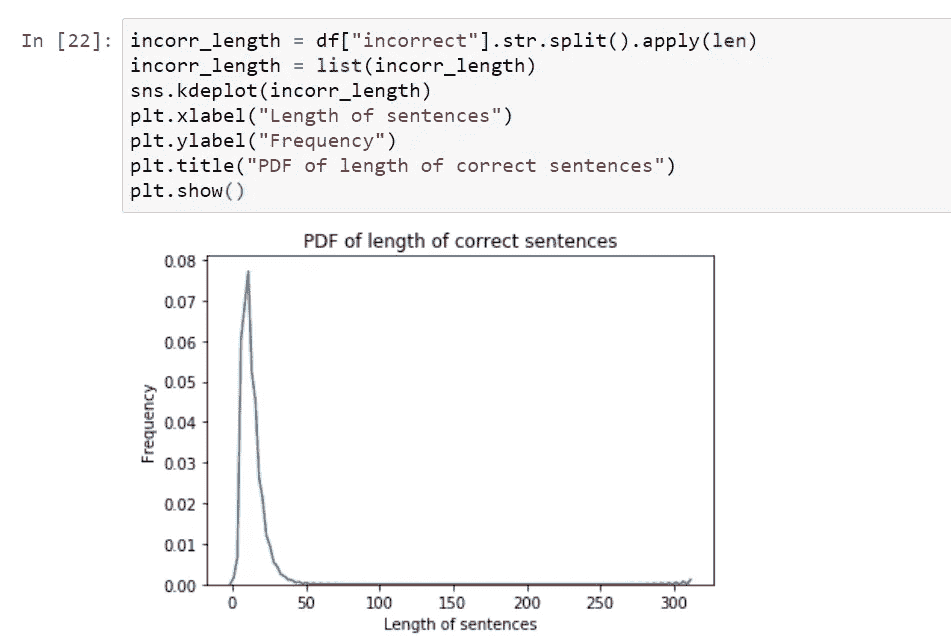 In [22]: incorr_length = df["incorrect"].str.split().apply(len)
incorr_length = list(incorr_length)
sns.kdeplot(incorr_length)
plt.xlabel("Length of sentences")
plt.ylabel("Frequency")
plt.title("PDF of length of correct sentences")
plt.show()
PDF of length of correct sentences
0.08
0.07
0.06
0.05
0.04
0.03
0.02
0.01
0.00
Frequency
0 50 100 150 200 250 300
Length of sentences